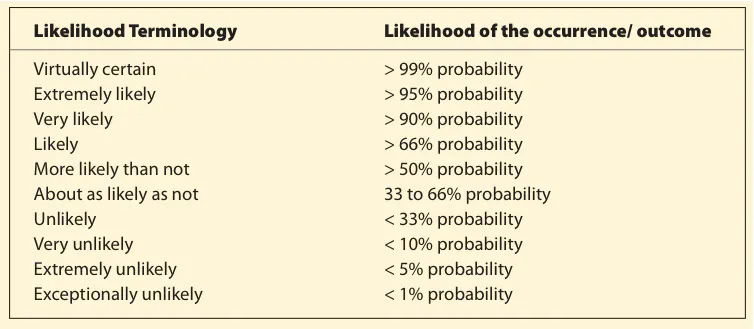 Likelihood Terminology Likelihood of the occurrence/ outcome
Virtually certain > 99% probability
Extremely likely > 95% probability
Very likely > 90% probability
Likely > 66% probability
More likely than not > 50% probability
About as likely as not 33 to 66% probability
Unlikely < 33% probability
Very unlikely < 10% probability
Extremely unlikely < 5% probability
Exceptionally unlikely < 1% probability